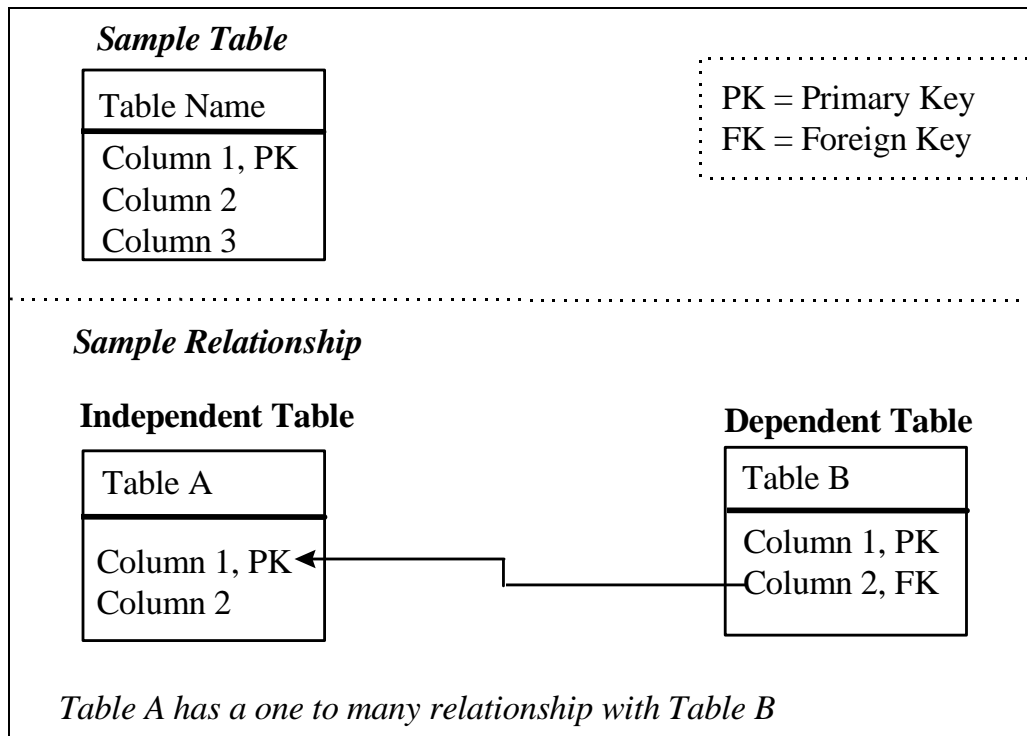 Sample Table
Table Name
Column 1, PK
Column 2
Column 3
PK = Primary Key
FK = Foreign Key
Sample Relationship
Independent Table
Table A
Column 1, PK
Column 2
Dependent Table
Table B
Column 1, PK
Column 2, FK
Table A has a one to many relationship with Table B